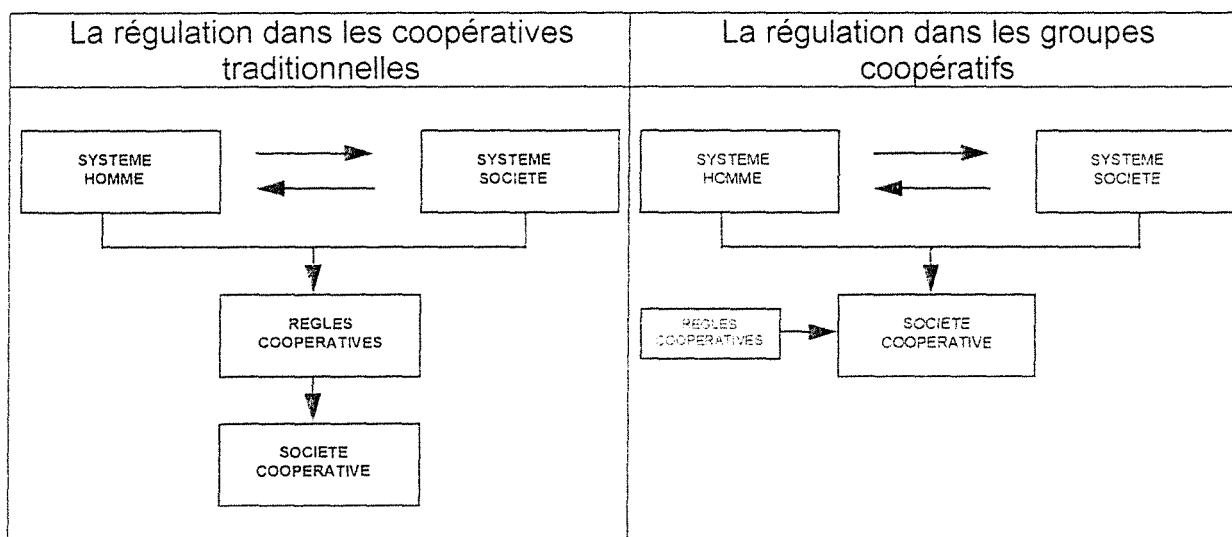 La régulation dans les coopératives
traditionnelles
La régulation dans les groupes
coopératifs
SYSTEME
HOMME
SYSTEME
SOCIETE
REGLES
COOPERATIVES
SOCIETE
COOPERATIVE
SYSTEME
HOMME
SYSTEME
SOCIETE
REGLES
COOPERATIVES
SOCIETE
COOPERATIVE